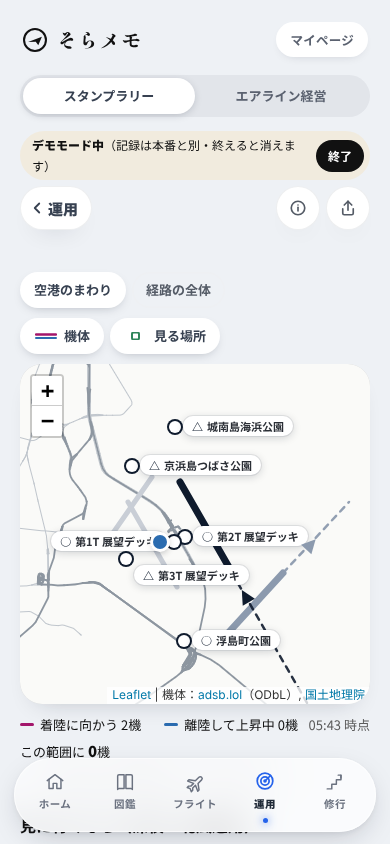 そらメモ
マイページ
スタンプラリー
エアライン経営
デモモード中（記録は本番と別・終えると消えます）
終了
運用
空港のまわり
経路の全体
機体
見る場所
+
−
△ 城南島海浜公園
△ 京浜島つばさ公園
〇 第1T 展望デッキ
〇 第2T 展望デッキ
△ 第3T 展望デッキ
〇 浮島町公園
Leaflet | 機体：adsb.lol（ODbL）, 国土地理院
着陸に向かう 2機
離陸して上昇中 0機
05:43 時点
この範囲に 0機
ホーム
図鑑
フライト
運用
修行